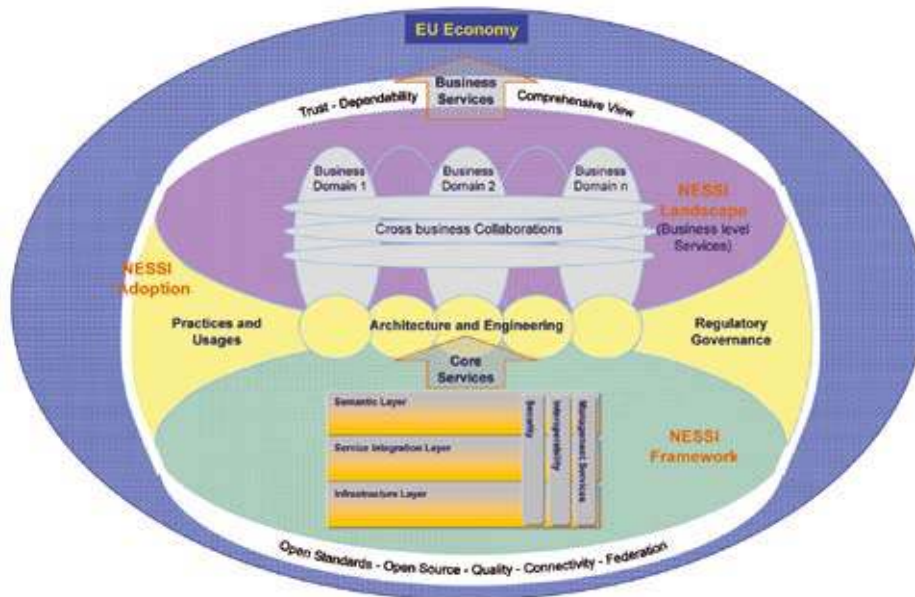 EU Economy
Business
Services
Trust - Dependability
Comprehensive View
Business
Domain 1
Business
Domain 2
Business
Domain n
NESSI
Landscape
(Business level
Services)
Cross business Collaborations
NESSI
Adoption
Practices and
Usages
Architecture and Engineering
Regulatory
Governance
Core
Services
Semantic Layer
Service Integration Layer
Infrastructure Layer
Security
Interoperability
Management Services
NESSI
Framework
Open Standards - Open Source - Quality - Connectivity - Federation